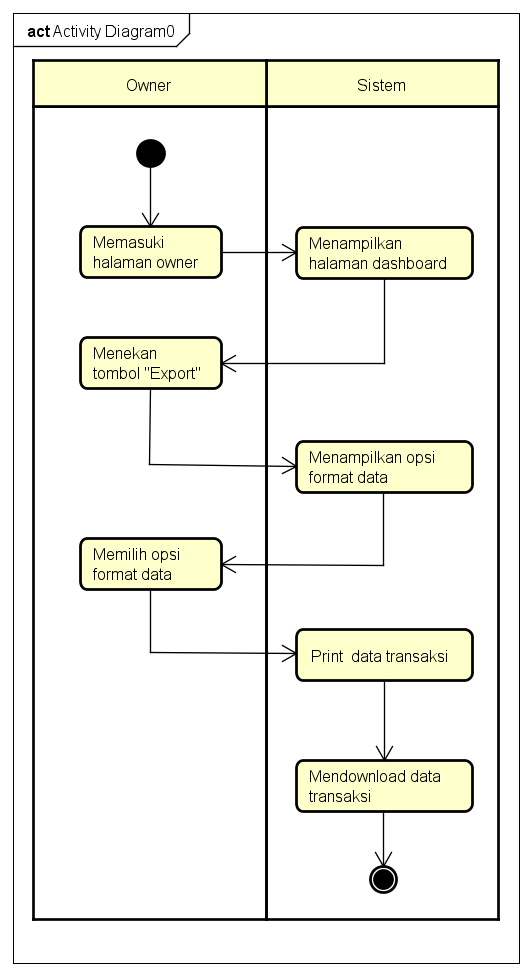 act Activity Diagram0
Owner
Sistem
Memasuki
halaman owner
Menampilkan
halaman dashboard
Menekan
tombol "Export"
Menampilkan opsi
format data
Memilih opsi
format data
Print  data transaksi
Mendownload data
transaksi